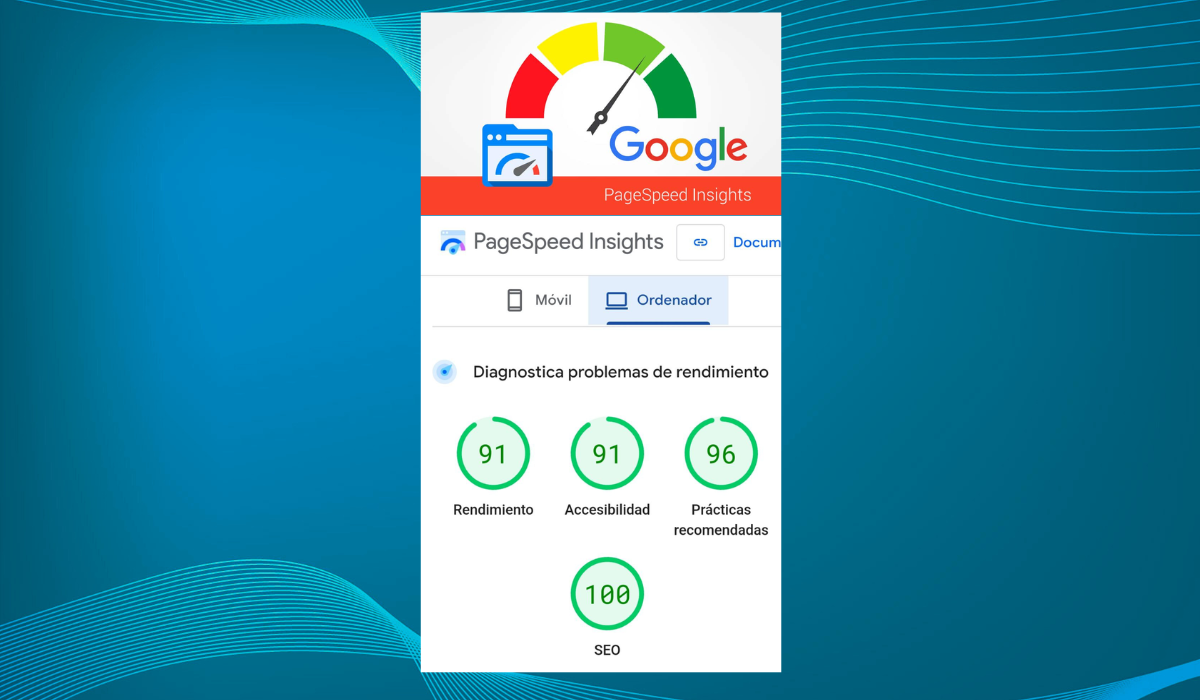 Google
PageSpeed Insights
PageSpeed Insights
Docum
Móvil
Ordenador
Diagnostica problemas de rendimiento
91
91
96
Rendimiento
Accesibilidad
Prácticas
recomendadas
100
SEO